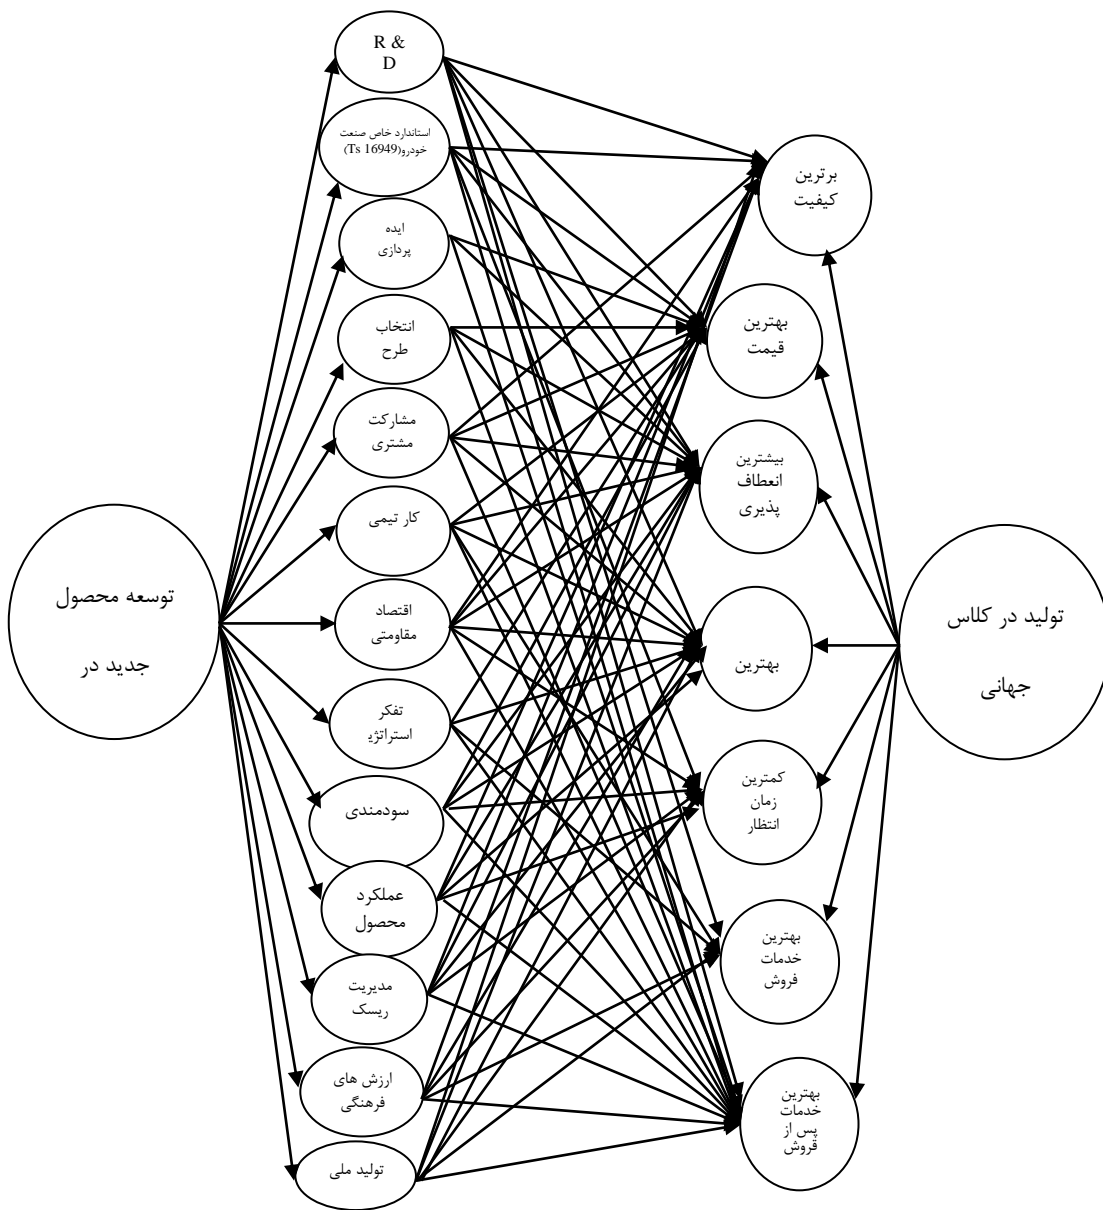 R &
D
استاندارد خاص صنعت
خودرو(Ts 16949)
ایده
پردازی
انتخاب
طرح
مشارکت
مشتری
کار تیمی
اقتصاد
مقاومتی
تفکر
استراتژیـ
سودمندی
عملکرد
محصول
مدیریت
ریسک
ارزش های
فرهنگی
تولید ملی
توسعه محصول
جدید در
برترین
کیفیت
بهترین
قیمت
بیشترین
انعطاف
پذیری
بهترین
کمترین
زمان
انتظار
بهترین
خدمات
فروش
بهترین
خدمات
پس از
فروش
تولید در کلاس
جهانی